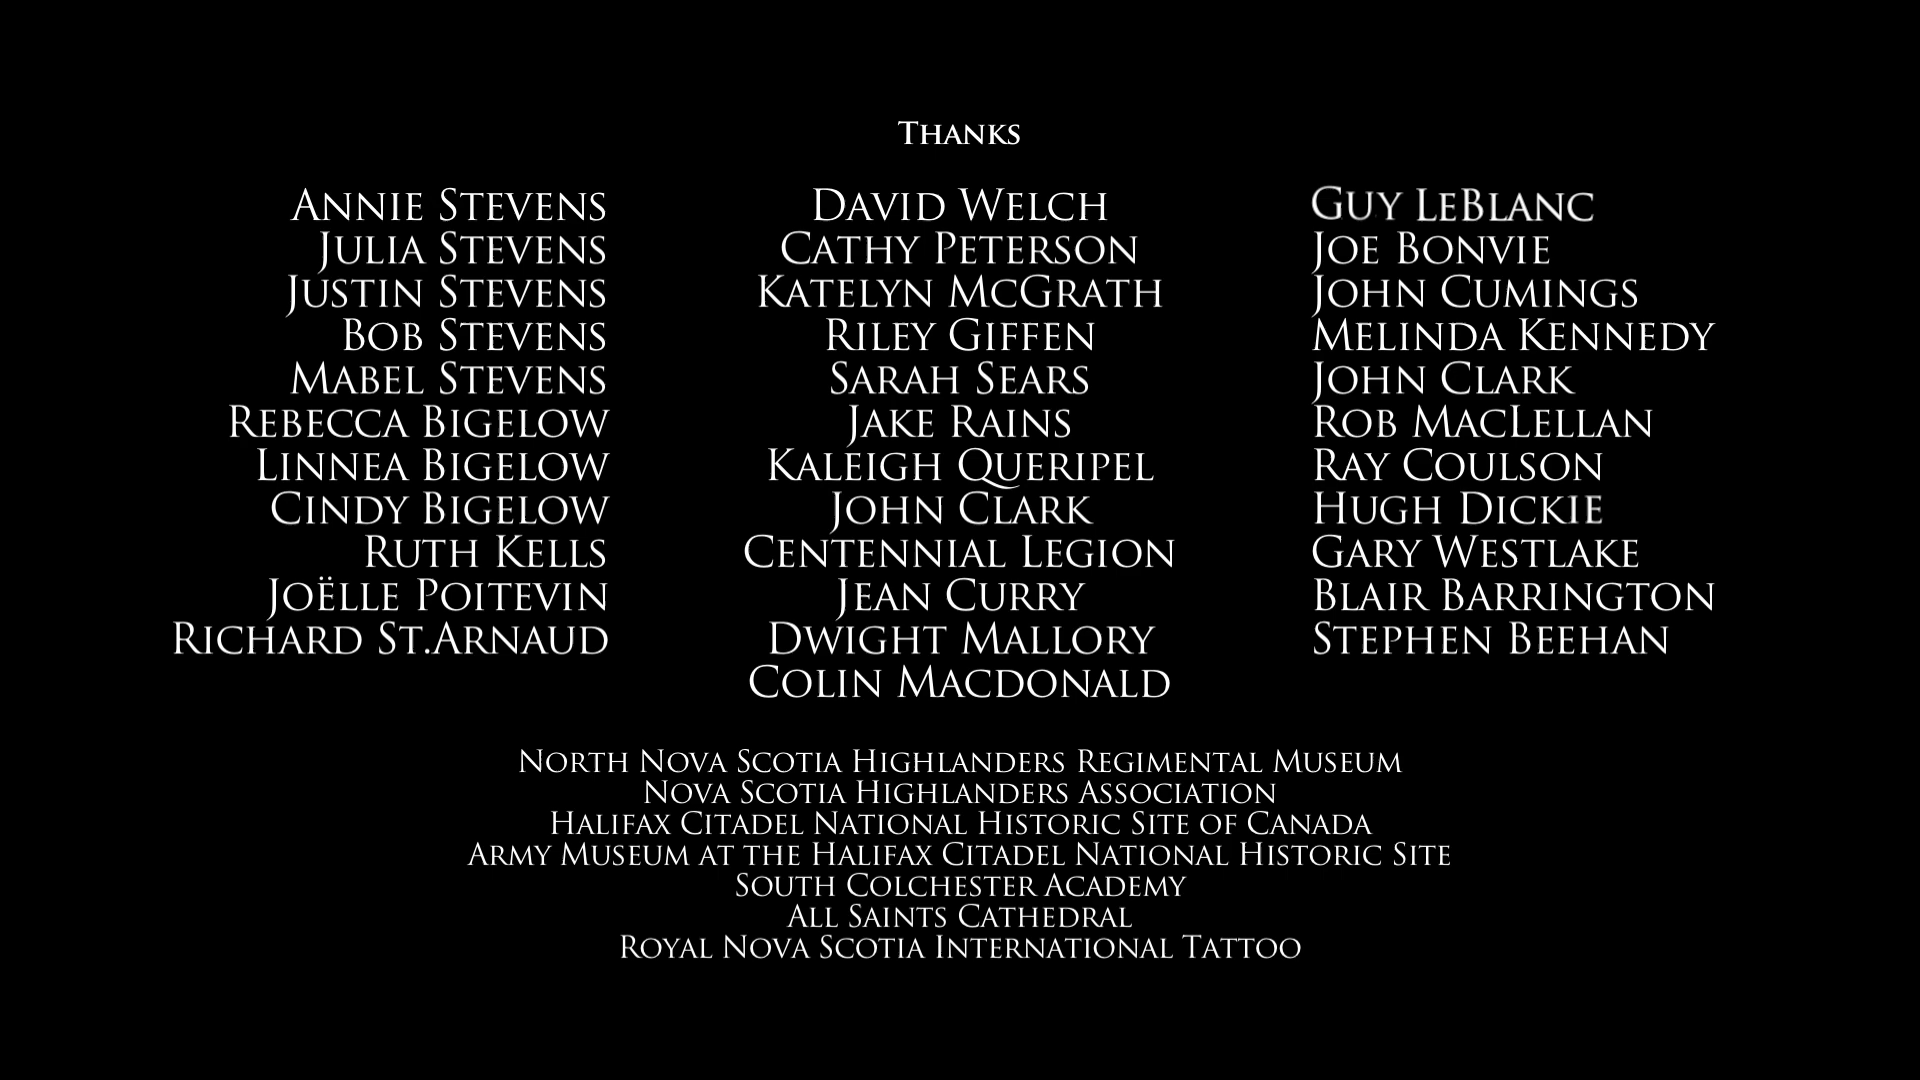 Thanks
Annie Stevens
Julia Stevens
Justin Stevens
Bob Stevens
Mabel Stevens
Rebecca Bigelow
Linnea Bigelow
Cindy Bigelow
Ruth Kells
Joëlle Poitevin
Richard St.Arnaud
David Welch
Cathy Peterson
Katelyn McGrath
Riley Giffen
Sarah Sears
Jake Rains
Kaleigh Queripel
John Clark
Centennial Legion
Jean Curry
Dwight Mallory
Colin Macdonald
Guy LeBlanc
Joe Bonvie
John Cumings
Melinda Kennedy
John Clark
Rob MacLellan
Ray Coulson
Hugh Dickie
Gary Westlake
Blair Barrington
Stephen Beehan
North Nova Scotia Highlanders Regimental Museum
Nova Scotia Highlanders Association
Halifax Citadel National Historic Site of Canada
Army Museum at the Halifax Citadel National Historic Site
South Colchester Academy
All Saints Cathedral
Royal Nova Scotia International Tattoo